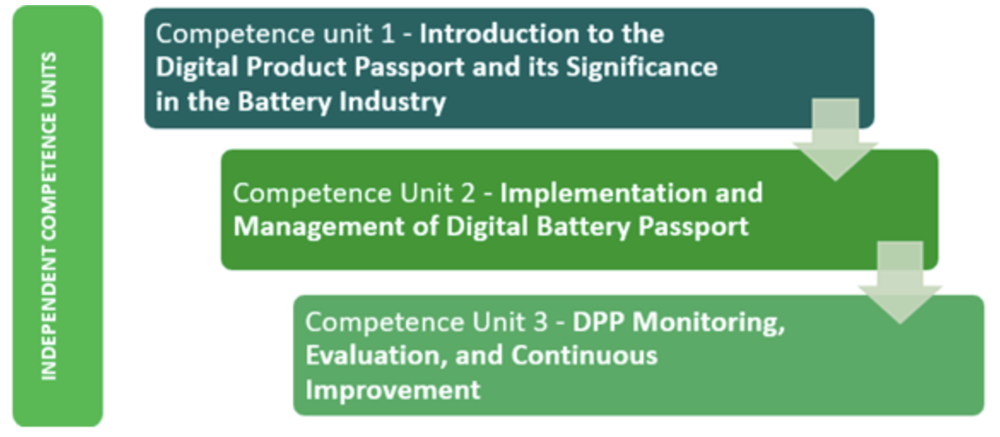 INDEPENDENT COMPETENCE UNITS
Competence unit 1 - Introduction to the
Digital Product Passport and its Significance
in the Battery Industry
Competence Unit 2 - Implementation and
Management of Digital Battery Passport
Competence Unit 3 - DPP Monitoring,
Evaluation, and Continuous
Improvement